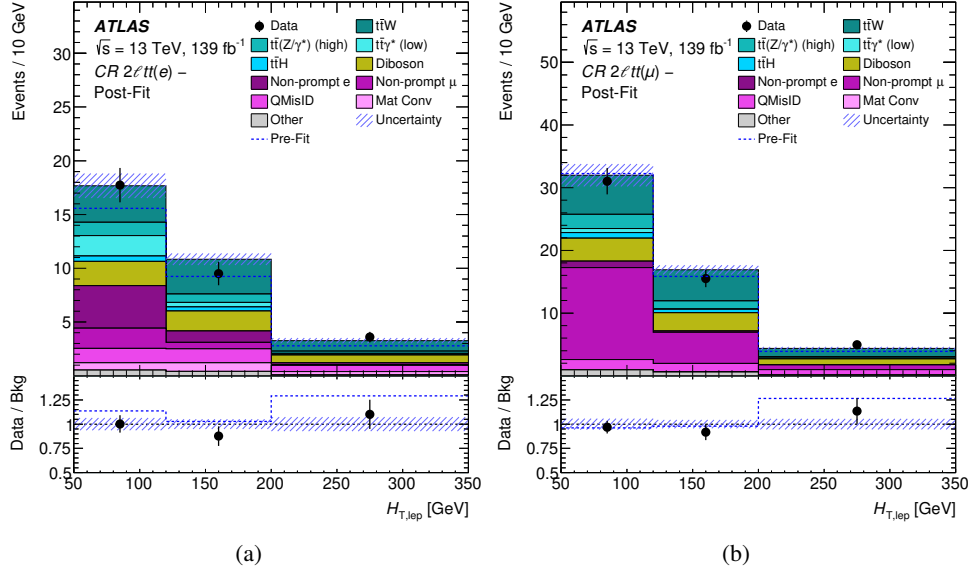 ATLAS
√s = 13 TeV, 139 fb⁻¹
CR 2ℓtt(e) –
Post-Fit
Data
tt̄W
tt̄(Z/γ*) (high)
tt̄γ* (low)
tt̄H
Diboson
Non-prompt e
Non-prompt μ
QMisID
Mat Conv
Other
Uncertainty
Pre-Fit
Events / 10 GeV
30
25
20
15
10
5
Data / Bkg
1.25
1
0.75
0.5
50 100 150 200 250 300 350
H_T,lep [GeV]
(a)
ATLAS
√s = 13 TeV, 139 fb⁻¹
CR 2ℓtt(μ) –
Post-Fit
Data
tt̄W
tt̄(Z/γ*) (high)
tt̄γ* (low)
tt̄H
Diboson
Non-prompt e
Non-prompt μ
QMisID
Mat Conv
Other
Uncertainty
Pre-Fit
Events / 10 GeV
50
40
30
20
10
Data / Bkg
1.25
1
0.75
0.5
50 100 150 200 250 300 350
H_T,lep [GeV]
(b)